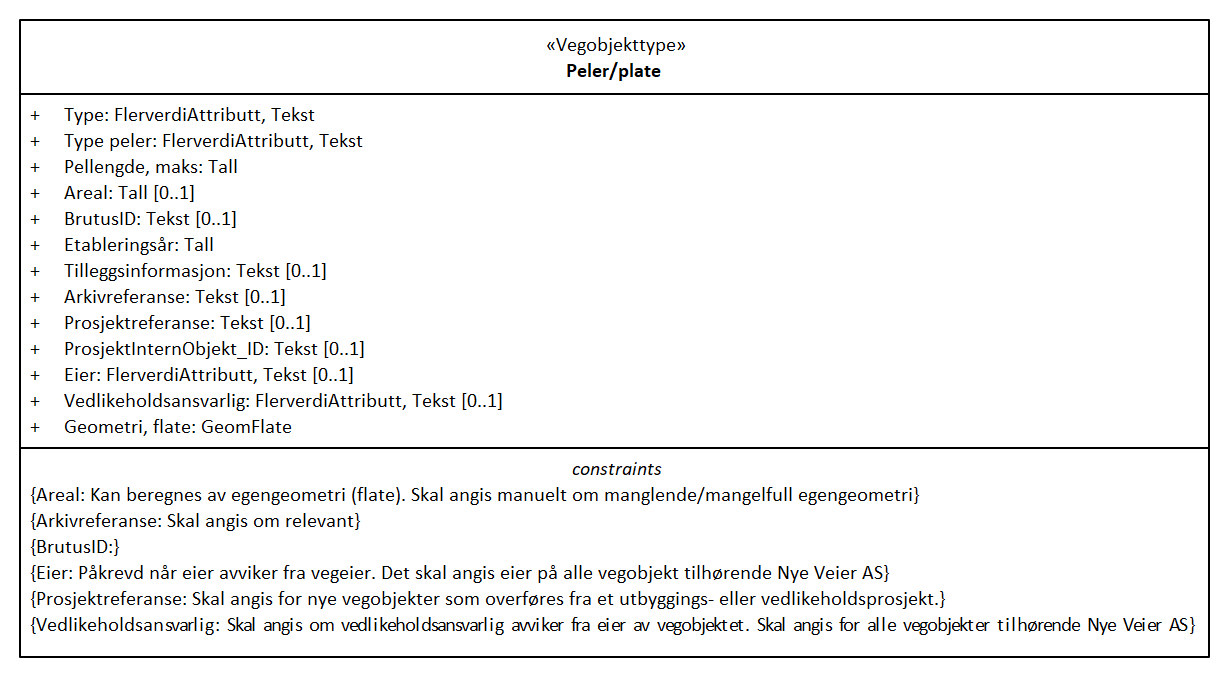 «Vegobjekttype»
Peler/plate
+ Type: FlerverdiAttributt, Tekst
+ Type peler: FlerverdiAttributt, Tekst
+ Pellengde, maks: Tall
+ Areal: Tall [0..1]
+ BrutusID: Tekst [0..1]
+ Etableringsår: Tall
+ Tilleggsinformasjon: Tekst [0..1]
+ Arkivreferanse: Tekst [0..1]
+ Prosjektreferanse: Tekst [0..1]
+ ProsjektInternObjekt_ID: Tekst [0..1]
+ Eier: FlerverdiAttributt, Tekst [0..1]
+ Vedlikeholdsansvarlig: FlerverdiAttributt, Tekst [0..1]
+ Geometri, flate: GeomFlate
constraints
{Areal: Kan beregnes av egengeometri (flate). Skal angis manuelt om manglende/mangelfull egengeometri}
{Arkivreferanse: Skal angis om relevant}
{BrutusID:}
{Eier: Påkrevd når eier avviker fra vegeier. Det skal angis eier på alle vegobjekt tilhørende Nye Veier AS}
{Prosjektreferanse: Skal angis for nye vegobjekter som overføres fra et utbyggings- eller vedlikeholdsprosjekt.}
{Vedlikeholdsansvarlig: Skal angis om vedlikeholdsansvarlig avviker fra eier av vegobjektet. Skal angis for alle vegobjekter tilhørende Nye Veier AS}